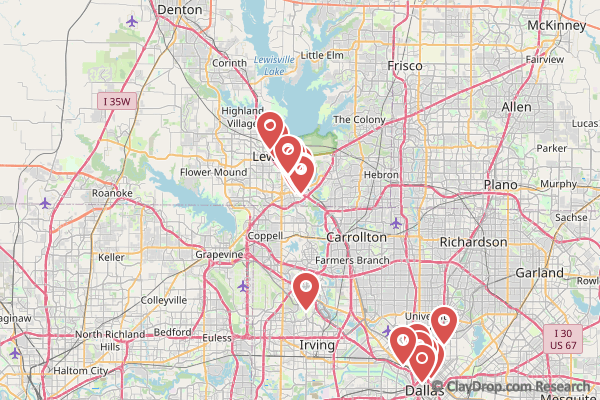 Denton
McKinney
Little Elm
Corinth
Fairview
Lewisville
Lake
Frisco
I 35W
Allen
Highland
Village
The Colony
Lucas
Parker
Lew
Flower Mound
Hebron
Roanoke
Plano
Murphy
Sachse
Coppell
Carrollton
Richardson
Keller
Grapevine
Farmers Branch
Garland
Rowl
Colleyville
Univ
aginaw
North Richland
Hills
Bedford
Euless
Irving
I 30
US 67
Haltom City
Dallas
Mesquite
© ClayDrop.com Research